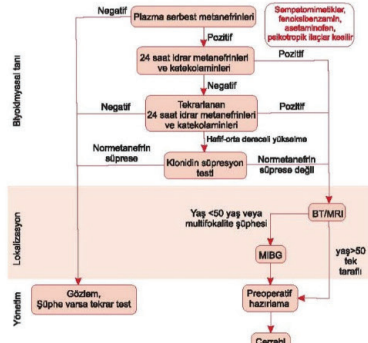 Negatif
Plazma serbest metanefrinleri
Sempatomimetikler,
fenoksibenzamin,
asetaminofen,
psikotropik ilaçlar kesilir
Pozitif
24 saat idrar metanefrinleri
ve katekolaminleri
Pozitif
Negatif
Negatif
Tekrarlanan
24 saat idrar metanefrinleri
ve katekolaminleri
Pozitif
Hafif-orta dereceli yükselme
Normetanefrin
süprese
Klonidin süpresyon
testi
Normetanefrin
süprese değil
Biyokimyasal tanı
Lokalizasyon
Yönetim
BT/MRI
Yaş <50 yaş veya
multifokalite şüphesi
MIBG
yaş>50
tek
taraflı
Gözlem,
Şüphe varsa tekrar test
Preoperatif
hazırlama
Cerrahi